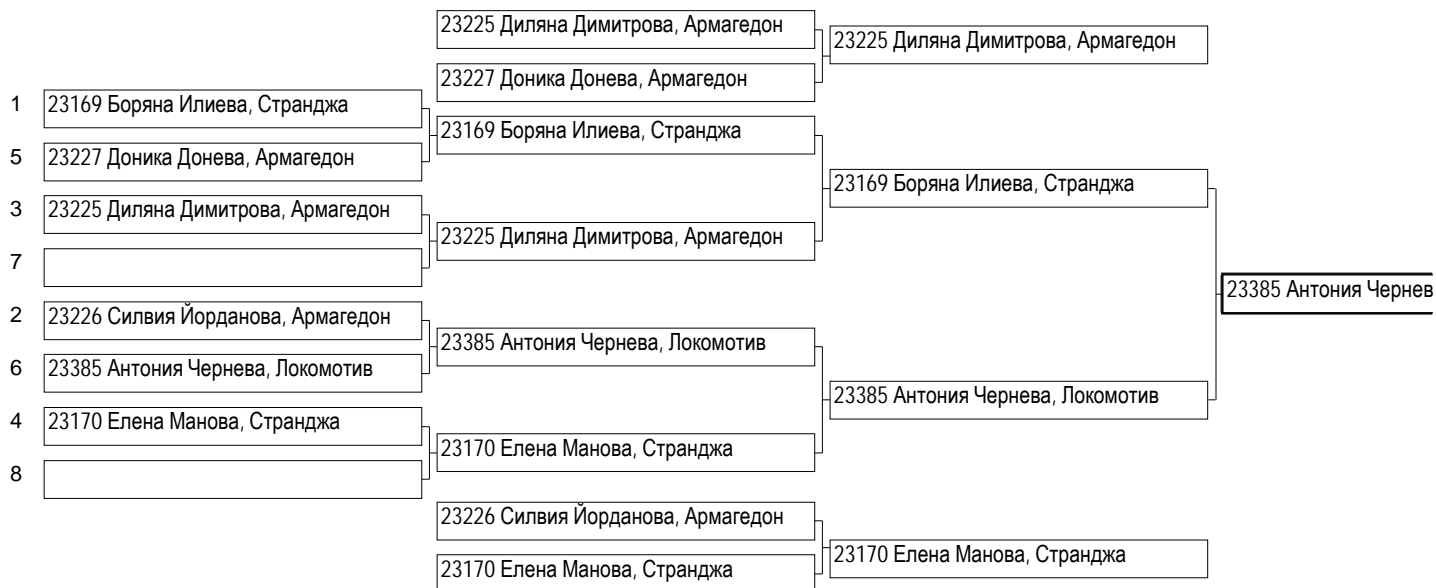 23225 Диляна Димитрова, Армагедон
23225 Диляна Димитрова, Армагедон
23227 Доника Донева, Армагедон
1 23169 Боряна Илиева, Странджа
23169 Боряна Илиева, Странджа
5 23227 Доника Донева, Армагедон
23169 Боряна Илиева, Странджа
3 23225 Диляна Димитрова, Армагедон
23225 Диляна Димитрова, Армагедон
7
23385 Антония Чернев
2 23226 Силвия Йорданова, Армагедон
23385 Антония Чернева, Локомотив
6 23385 Антония Чернева, Локомотив
23385 Антония Чернева, Локомотив
4 23170 Елена Манова, Странджа
23170 Елена Манова, Странджа
8
23226 Силвия Йорданова, Армагедон
23170 Елена Манова, Странджа
23170 Елена Манова, Странджа